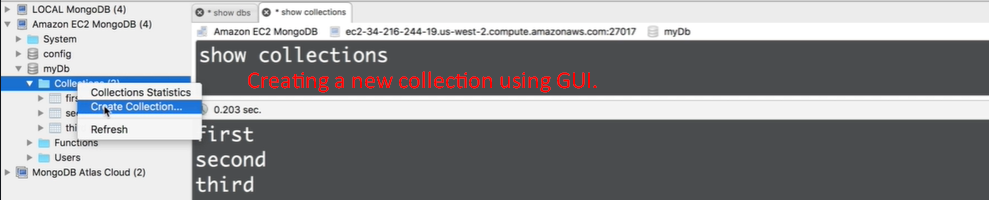 LOCAL MongoDB (4)
Amazon EC2 MongoDB (4)
System
config
myDb
Collections (3)
Collections Statistics
Create Collection...
Refresh
Functions
Users
MongoDB Atlas Cloud (2)
* show dbs
* show collections
Amazon EC2 MongoDB
ec2-34-216-244-19.us-west-2.compute.amazonaws.com:27017
myDb
show collections
Creating a new collection using GUI.
0.203 sec.
first
second
third